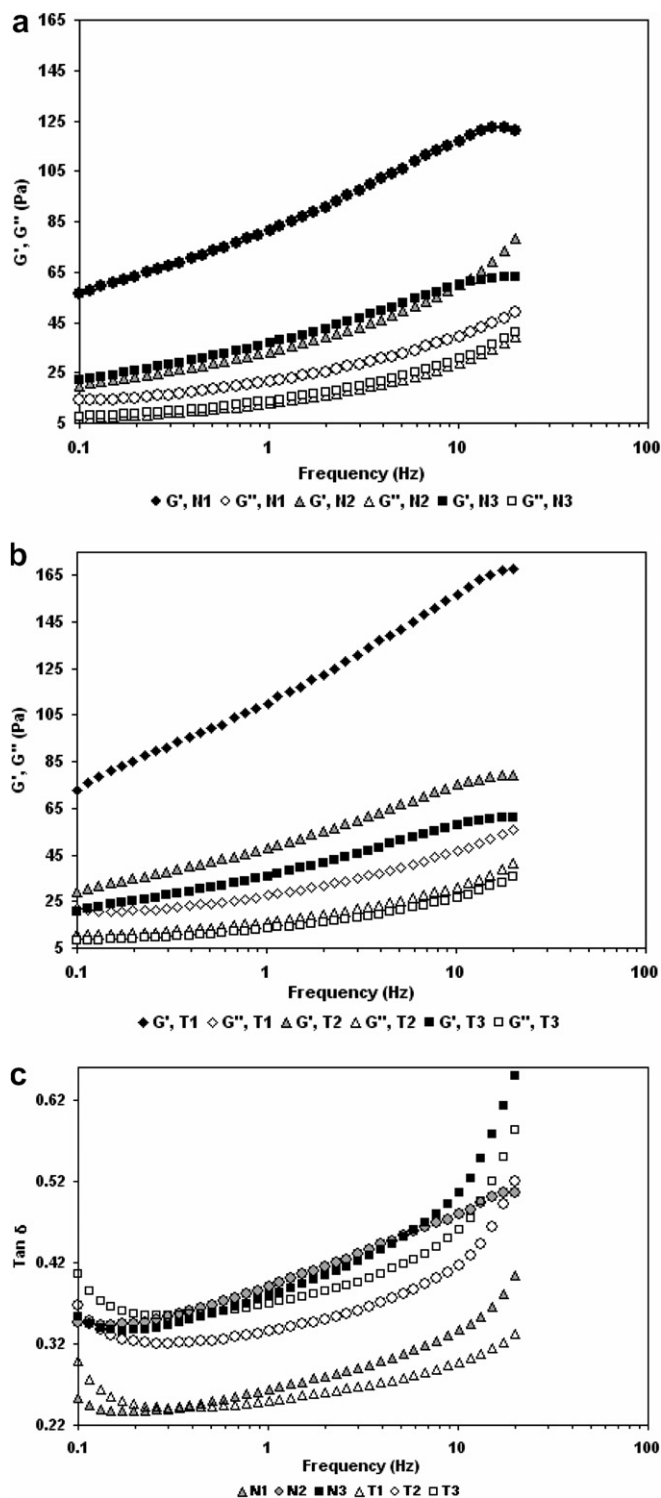 a
165
145
125
105
85
65
45
25
5
G', G'' (Pa)
0.1 1 10 100
Frequency (Hz)
G', N1 G'', N1 G', N2 G'', N2 G', N3 G'', N3
b
165
145
125
105
85
65
45
25
5
G', G'' (Pa)
0.1 1 10 100
Frequency (Hz)
G', T1 G'', T1 G', T2 G'', T2 G', T3 G'', T3
c
0.62
0.52
0.42
0.32
0.22
Tan δ
0.1 1 10 100
Frequency (Hz)
N1 N2 N3 T1 T2 T3